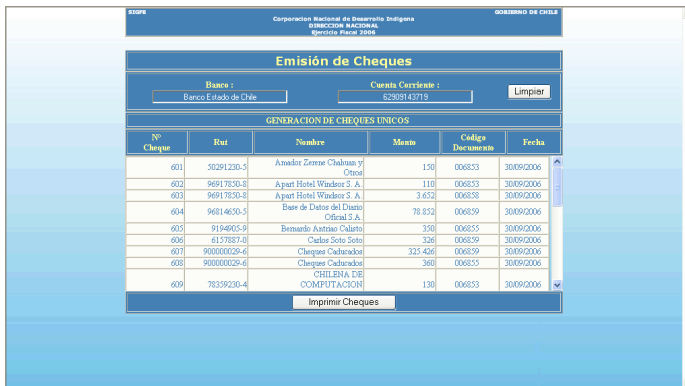 SIGFE GOBIERNO DE CHILE
Corporacion Nacional de Desarrollo Indigena
DIRECCION NACIONAL
Ejercicio Fiscal 2006
Emisión de Cheques
Banco : Cuenta Corriente :
Banco Estado de Chile 62909143719 Limpiar
GENERACION DE CHEQUES UNICOS
Nº Cheque Rut Nombre Monto Código Documento Fecha
601 50291230-5 Amador Zerene Chahuan y Otros 150 006853 30/09/2006
602 96917850-8 Apart Hotel Windsor S. A. 110 006853 30/09/2006
603 96917850-8 Apart Hotel Windsor S. A. 3.652 006858 30/09/2006
604 96814650-5 Base de Datos del Diario Oficial S.A. 78.852 006859 30/09/2006
605 9194905-9 Bernardo Antriao Calisto 350 006855 30/09/2006
606 6157887-0 Carlos Soto Soto 326 006859 30/09/2006
607 900000029-6 Cheques Caducados 325.426 006859 30/09/2006
608 900000029-6 Cheques Caducados 360 006855 30/09/2006
609 78359230-4 CHILENA DE COMPUTACION 130 006853 30/09/2006
Imprimir Cheques